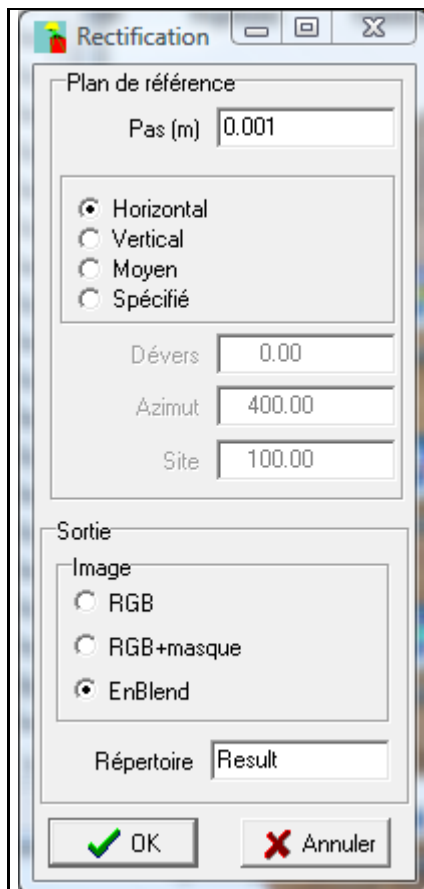 Rectification
Plan de référence
Pas (m) 0.001
Horizontal
Vertical
Moyen
Spécifié
Dévers 0.00
Azimut 400.00
Site 100.00
Sortie
Image
RGB
RGB+masque
EnBlend
Répertoire Result
OK Annuler